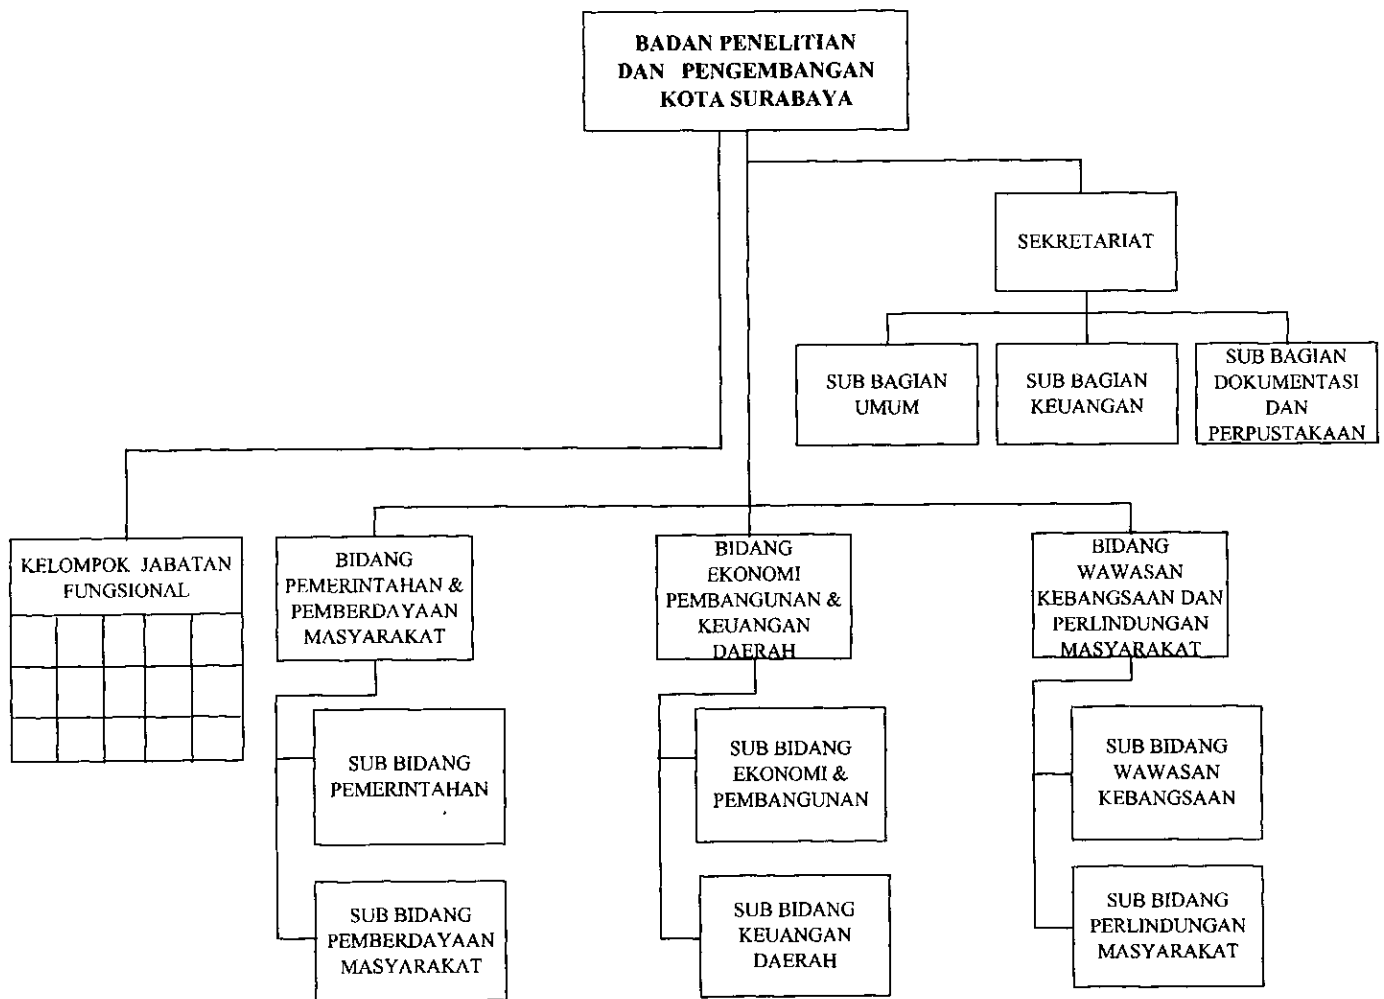 BADAN PENELITIAN
DAN PENGEMBANGAN
KOTA SURABAYA
SEKRETARIAT
SUB BAGIAN
UMUM
SUB BAGIAN
KEUANGAN
SUB BAGIAN
DOKUMENTASI
DAN
PERPUSTAKAAN
KELOMPOK JABATAN
FUNGSIONAL
BIDANG
PEMERINTAHAN &
PEMBERDAYAAN
MASYARAKAT
BIDANG
EKONOMI
PEMBANGUNAN &
KEUANGAN
DAERAH
BIDANG
WAWASAN
KEBANGSAAN DAN
PERLINDUNGAN
MASYARAKAT
SUB BIDANG
PEMERINTAHAN
SUB BIDANG
EKONOMI &
PEMBANGUNAN
SUB BIDANG
WAWASAN
KEBANGSAAN
SUB BIDANG
PEMBERDAYAAN
MASYARAKAT
SUB BIDANG
KEUANGAN
DAERAH
SUB BIDANG
PERLINDUNGAN
MASYARAKAT